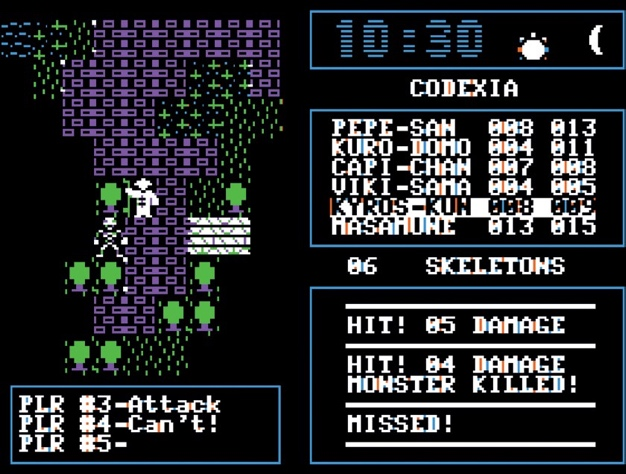 10:30
CODEXIA
PEPE-SAN 008 013
KURO-DOMO 004 011
CAPI-CHAN 007 008
VIKI-SAMA 004 005
KYROS-KUN 008 009
MASAMUNE 013 015
06 SKELETONS
HIT! 05 DAMAGE
HIT! 04 DAMAGE
MONSTER KILLED!
MISSED!
PLR #3-Attack
PLR #4-Can't!
PLR #5-